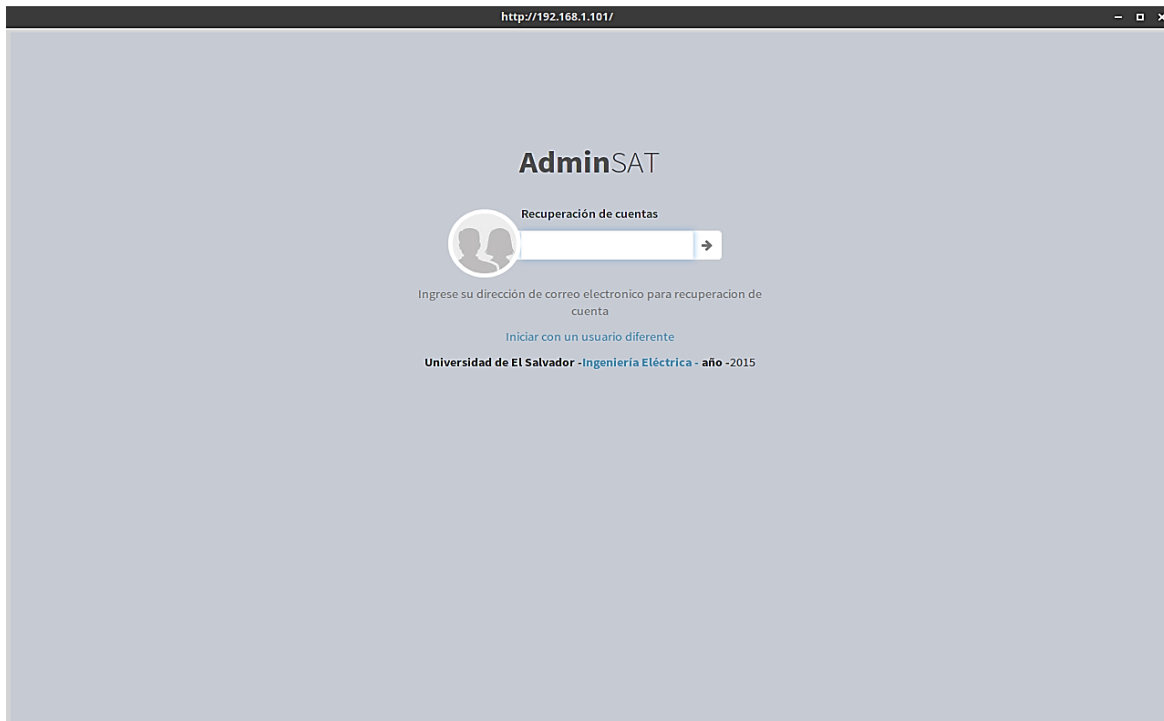 http://192.168.1.101/
AdminSAT
Recuperación de cuentas
Ingrese su dirección de correo electronico para recuperacion de
cuenta
Iniciar con un usuario diferente
Universidad de El Salvador -Ingeniería Eléctrica - año -2015